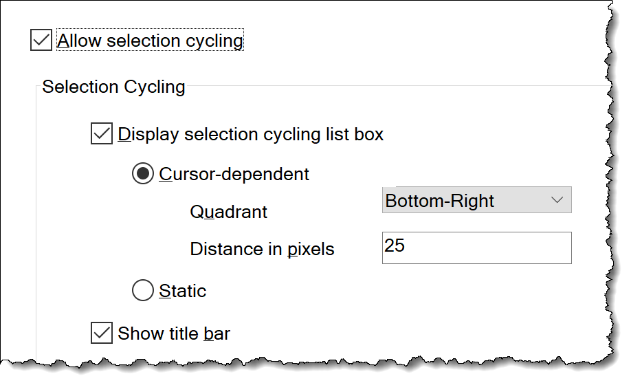 Allow selection cycling
Selection Cycling
Display selection cycling list box
Cursor-dependent
Quadrant Bottom-Right
Distance in pixels 25
Static
Show title bar